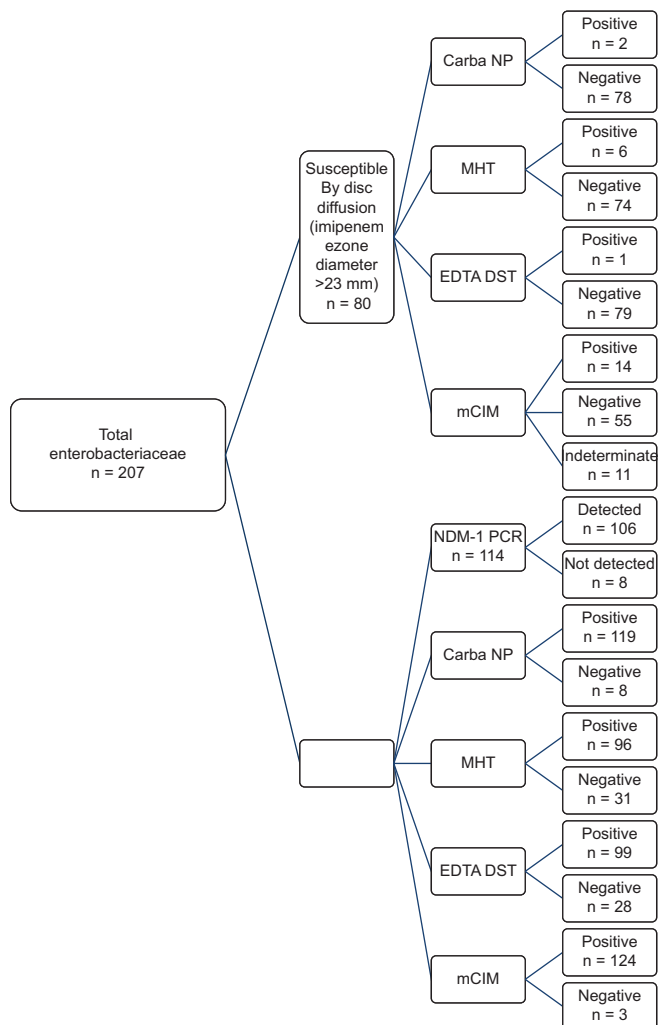 Total
enterobacteriaceae
n = 207
Susceptible
By disc
diffusion
(imipenem
ezone
diameter
>23 mm)
n = 80
Carba NP
Positive
n = 2
Negative
n = 78
MHT
Positive
n = 6
Negative
n = 74
EDTA DST
Positive
n = 1
Negative
n = 79
mCIM
Positive
n = 14
Negative
n = 55
Indeterminate
n = 11
NDM-1 PCR
n = 114
Detected
n = 106
Not detected
n = 8
Carba NP
Positive
n = 119
Negative
n = 8
MHT
Positive
n = 96
Negative
n = 31
EDTA DST
Positive
n = 99
Negative
n = 28
mCIM
Positive
n = 124
Negative
n = 3